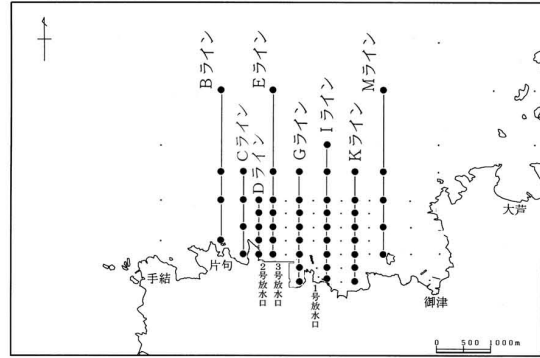 Bライン
Cライン
Dライン
Eライン
Gライン
Iライン
Kライン
Mライン
大芦
手結
片句
2号放水口
3号放水口
1号放水口
御津
0 500 1000m